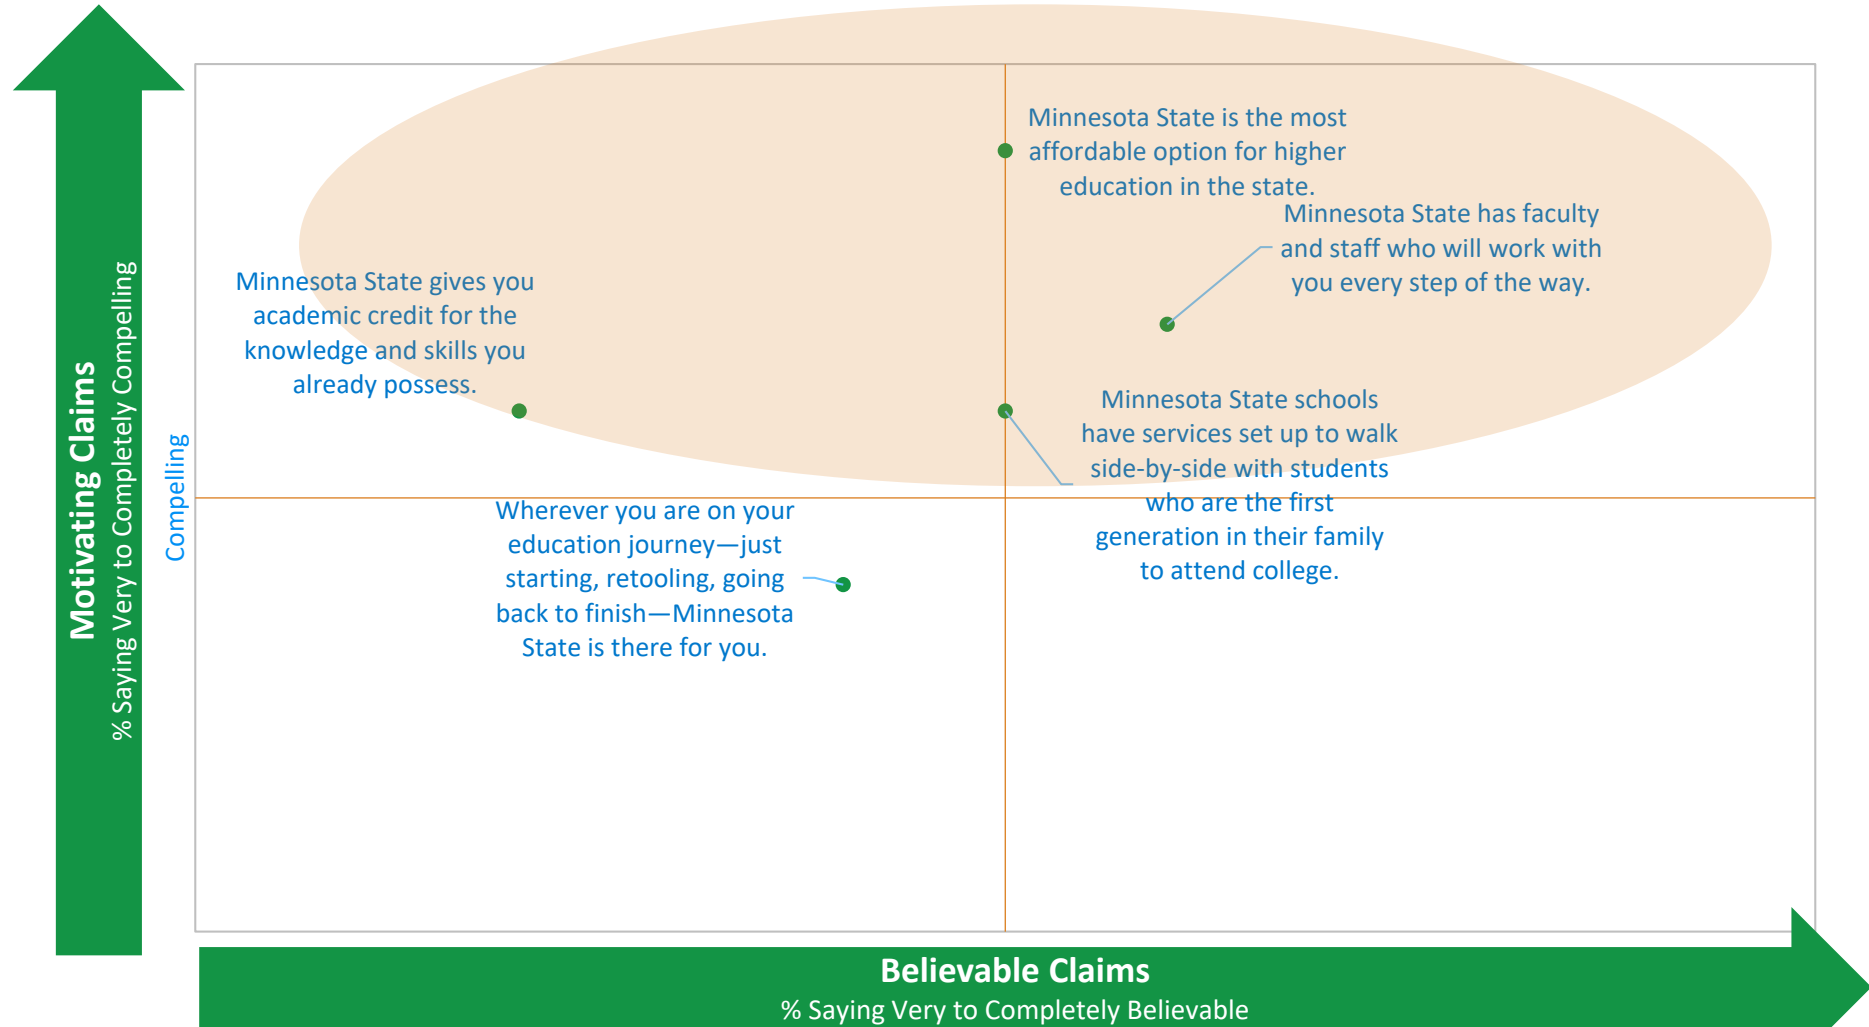 Motivating Claims
% Saying Very to Completely Compelling
Compelling
Minnesota State is the most
affordable option for higher
education in the state.
Minnesota State has faculty
and staff who will work with
you every step of the way.
Minnesota State gives you
academic credit for the
knowledge and skills you
already possess.
Minnesota State schools
have services set up to walk
side-by-side with students
who are the first
generation in their family
to attend college.
Wherever you are on your
education journey—just
starting, retooling, going
back to finish—Minnesota
State is there for you.
Believable Claims
% Saying Very to Completely Believable